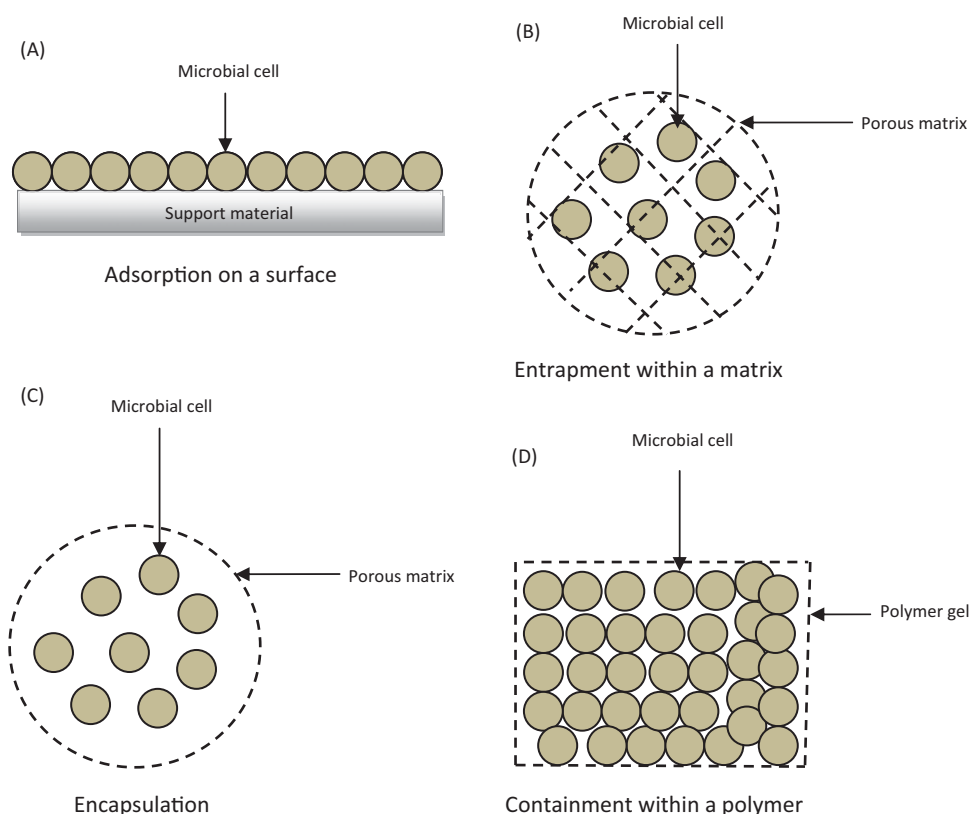 (A)
Microbial cell
Support material
Adsorption on a surface
(B)
Microbial cell
Porous matrix
Entrapment within a matrix
(C)
Microbial cell
Porous matrix
Encapsulation
(D)
Microbial cell
Polymer gel
Containment within a polymer